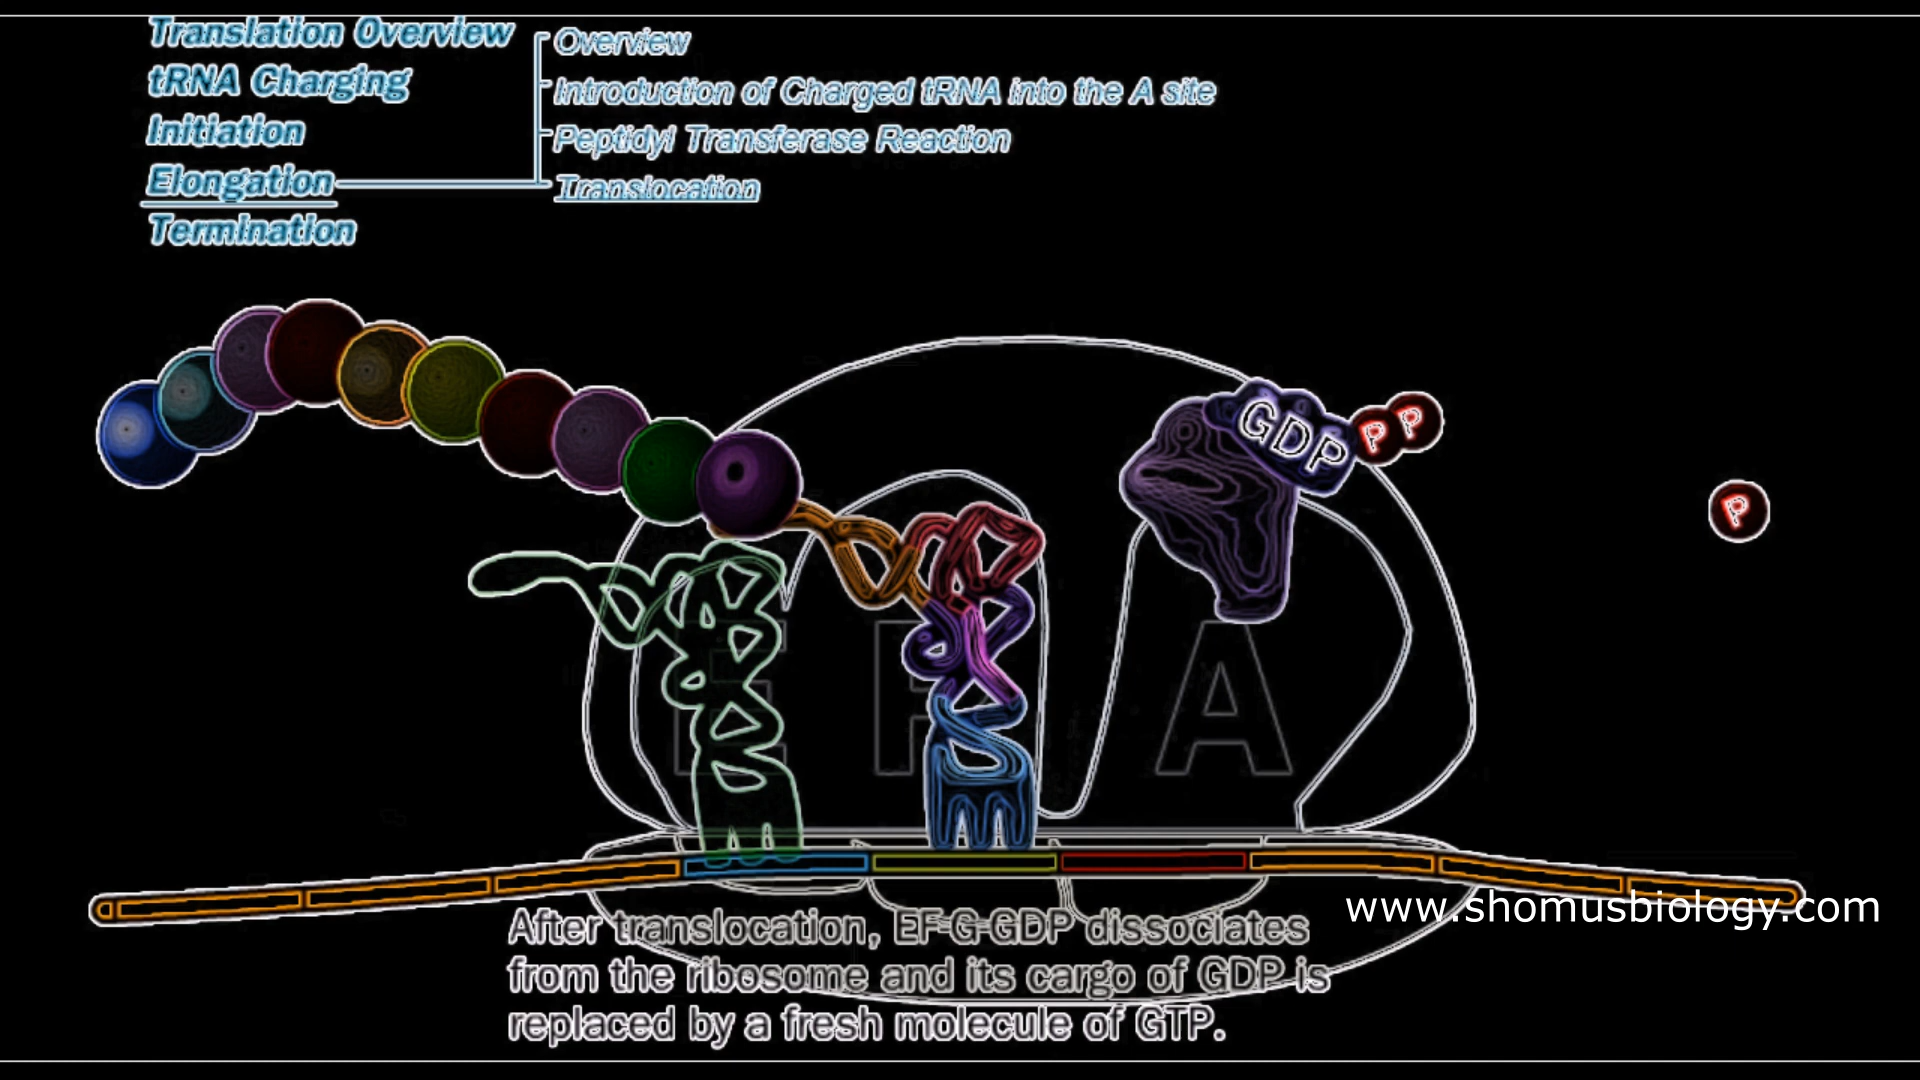 Translation Overview
tRNA Charging
Initiation
Elongation
Termination
Overview
Introduction of Charged tRNA into the A site
Peptidyl Transferase Reaction
Translocation
GDP
P
P
P
E
P
A
www.shomusbiology.com
After translocation, EF-G-GDP dissociates
from the ribosome and its cargo of GDP is
replaced by a fresh molecule of GTP.